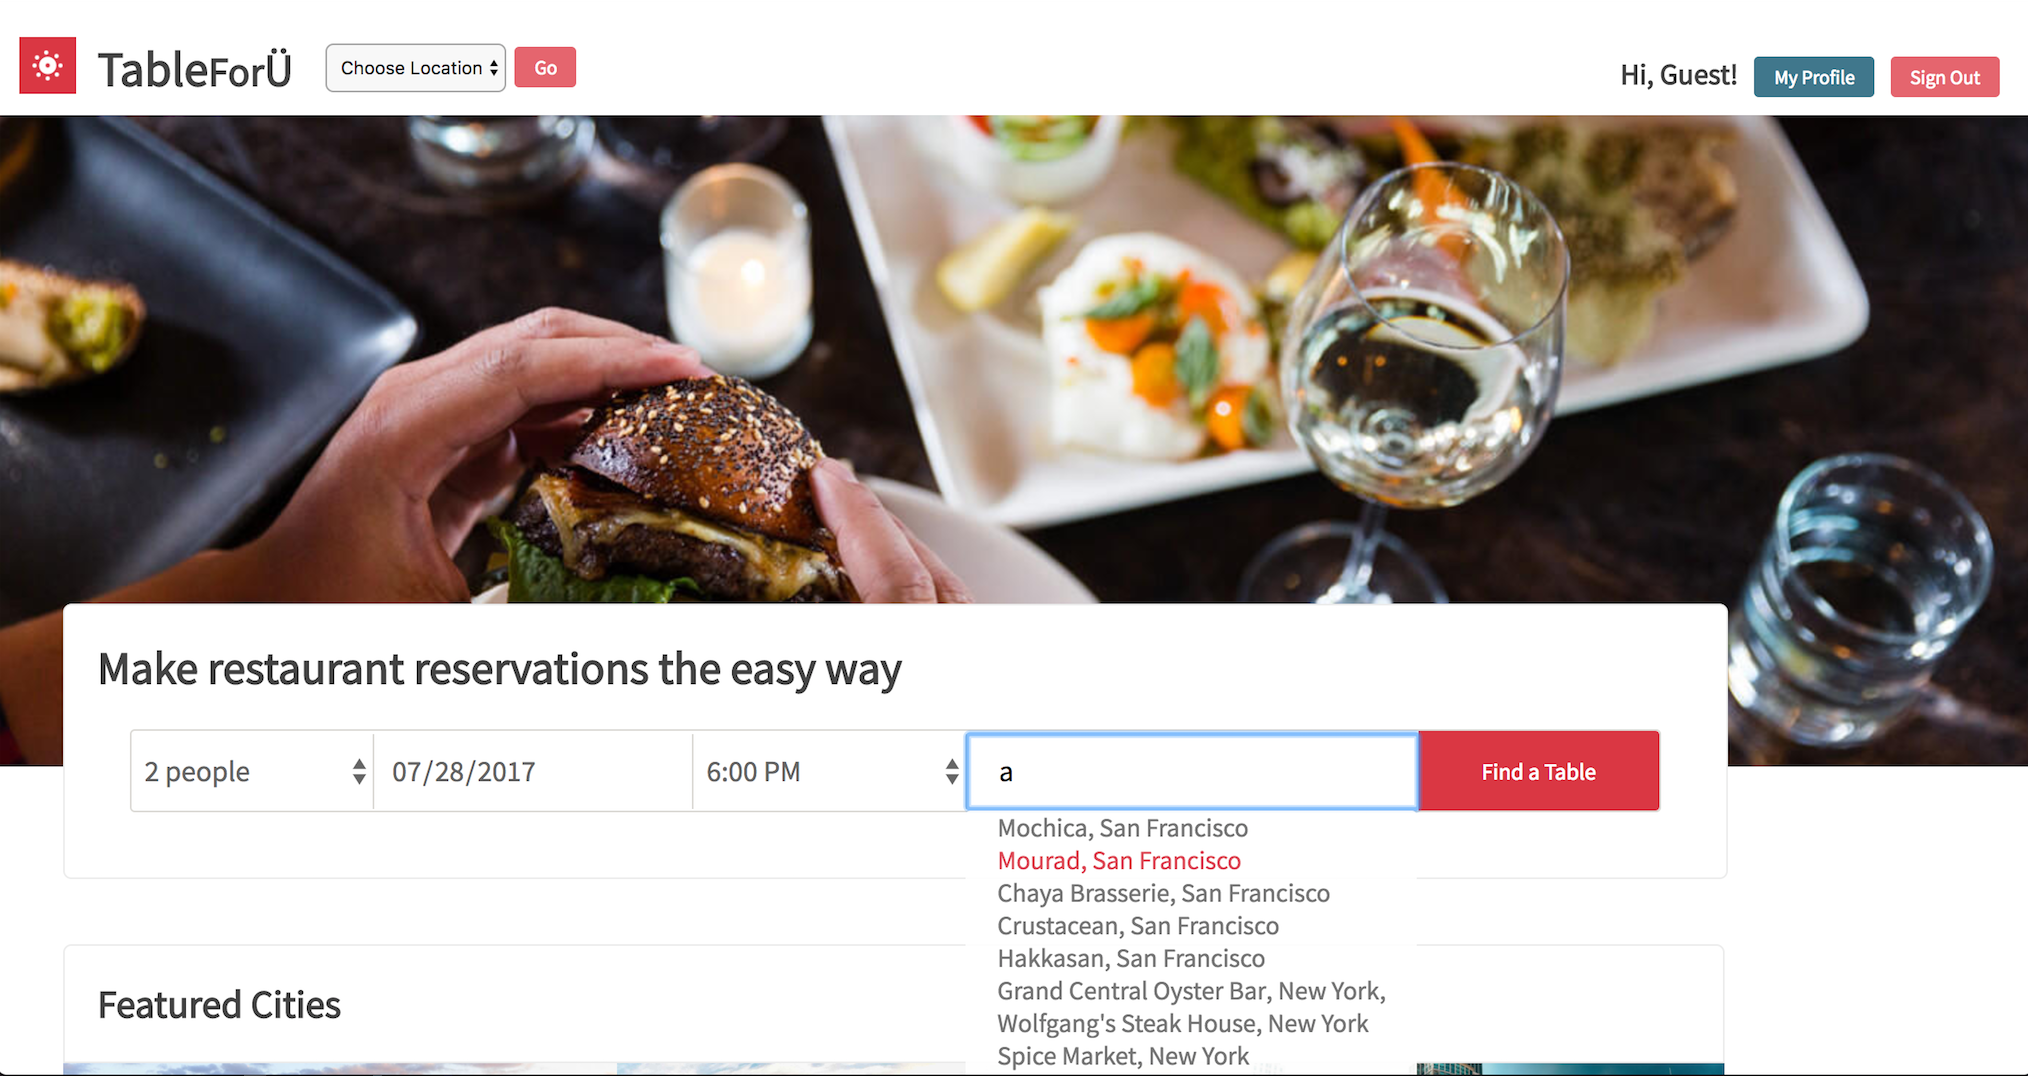 TableForÜ
Choose Location
Go
Hi, Guest!
My Profile
Sign Out
Make restaurant reservations the easy way
2 people
07/28/2017
6:00 PM
a
Find a Table
Mochica, San Francisco
Mourad, San Francisco
Chaya Brasserie, San Francisco
Crustacean, San Francisco
Hakkasan, San Francisco
Grand Central Oyster Bar, New York,
Wolfgang's Steak House, New York
Spice Market, New York
Featured Cities